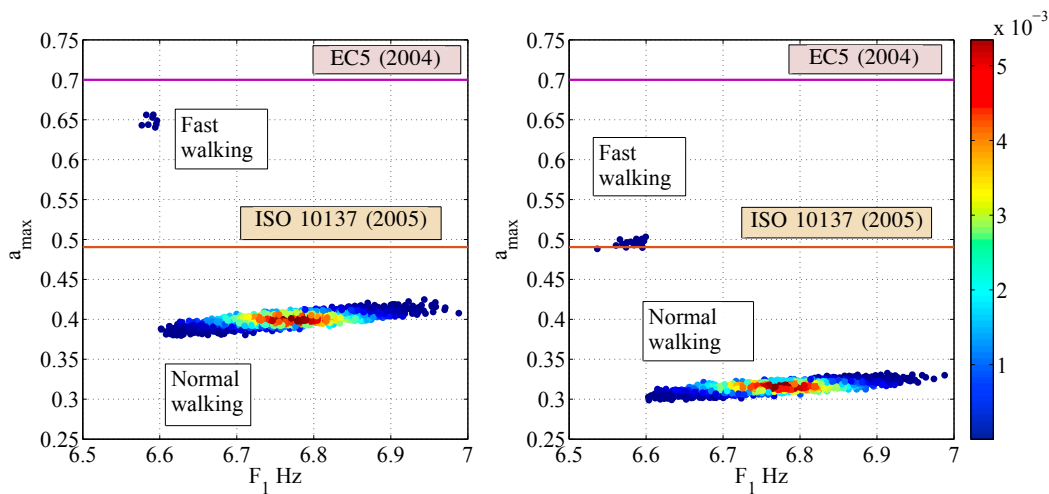 0.75
0.7
0.65
0.6
0.55
0.5
0.45
0.4
0.35
0.3
0.25
a_max
EC5 (2004)
Fast
walking
ISO 10137 (2005)
Normal
walking
6.5 6.6 6.7 6.8 6.9 7
F_1 Hz
0.75
0.7
0.65
0.6
0.55
0.5
0.45
0.4
0.35
0.3
0.25
a_max
EC5 (2004)
Fast
walking
ISO 10137 (2005)
Normal
walking
6.5 6.6 6.7 6.8 6.9 7
F_1 Hz
x 10^−3
5
4
3
2
1